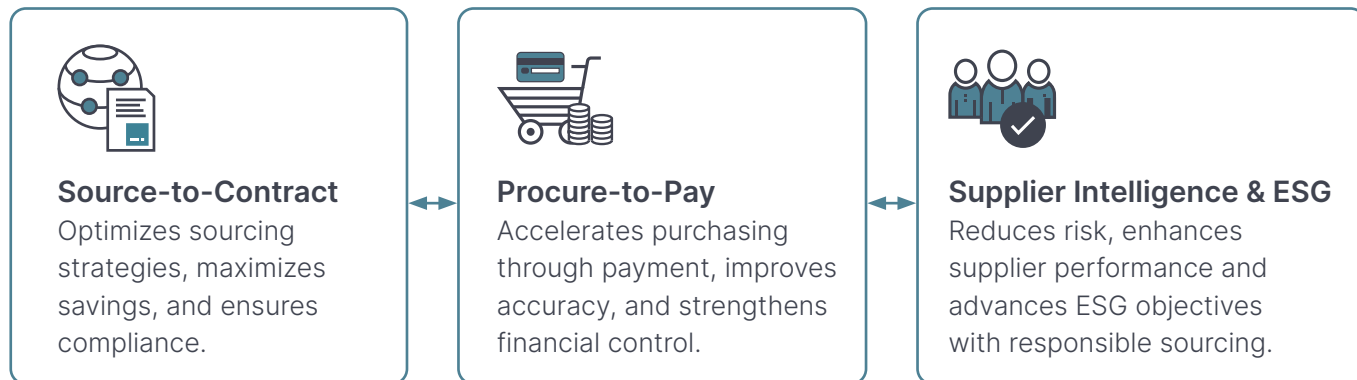 Source-to-Contract
Optimizes sourcing
strategies, maximizes
savings, and ensures
compliance.
Procure-to-Pay
Accelerates purchasing
through payment, improves
accuracy, and strengthens
financial control.
Supplier Intelligence & ESG
Reduces risk, enhances
supplier performance and
advances ESG objectives
with responsible sourcing.